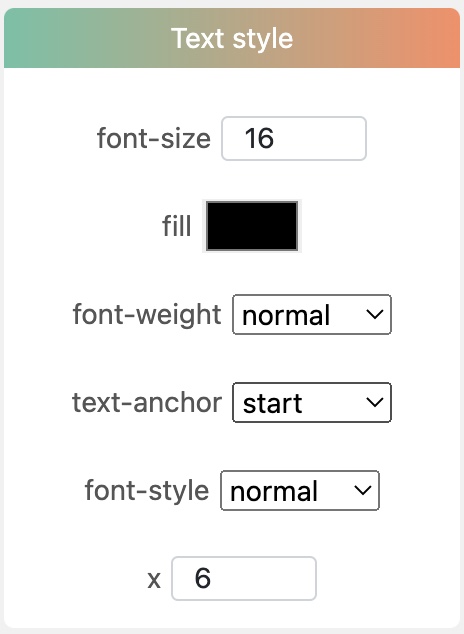 Text style
font-size 16
fill
font-weight normal
text-anchor start
font-style normal
x 6